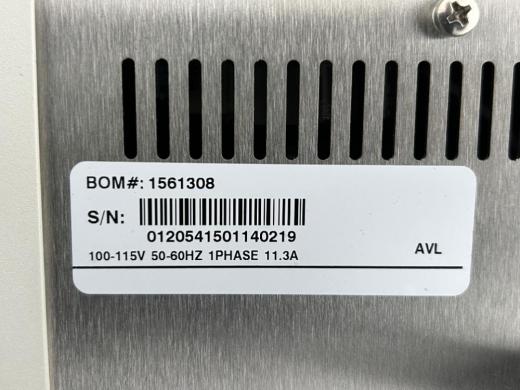 BOM#: 1561308
S/N:
0120541501140219
100-115V 50-60HZ 1PHASE 11.3A
AVL